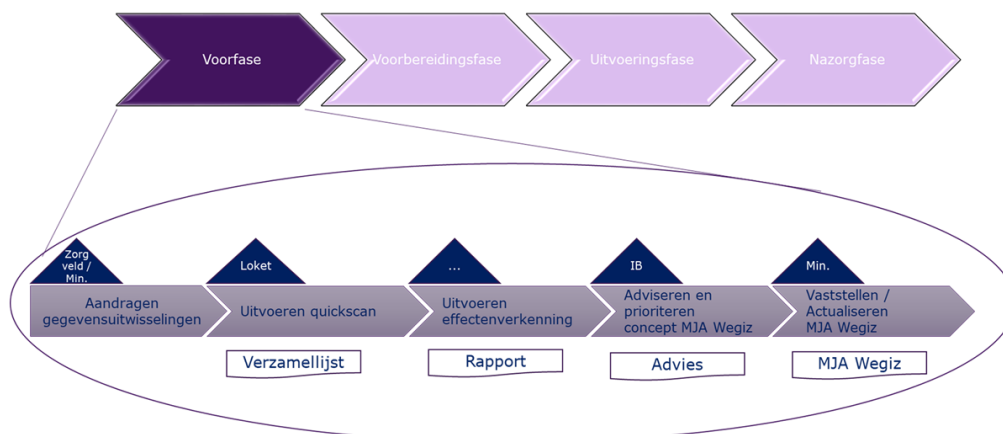 Voorfase
Voorbereidingsfase
Uitvoeringsfase
Nazorgfase
Zorg
veld /
Min.
Loket
...
IB
Min.
Aandragen
gegevensuitwisselingen
Uitvoeren quickscan
Uitvoeren
effectenverkenning
Adviseren en
prioriteren
concept MJA Wegiz
Vaststellen /
Actualiseren
MJA Wegiz
Verzamellijst
Rapport
Advies
MJA Wegiz